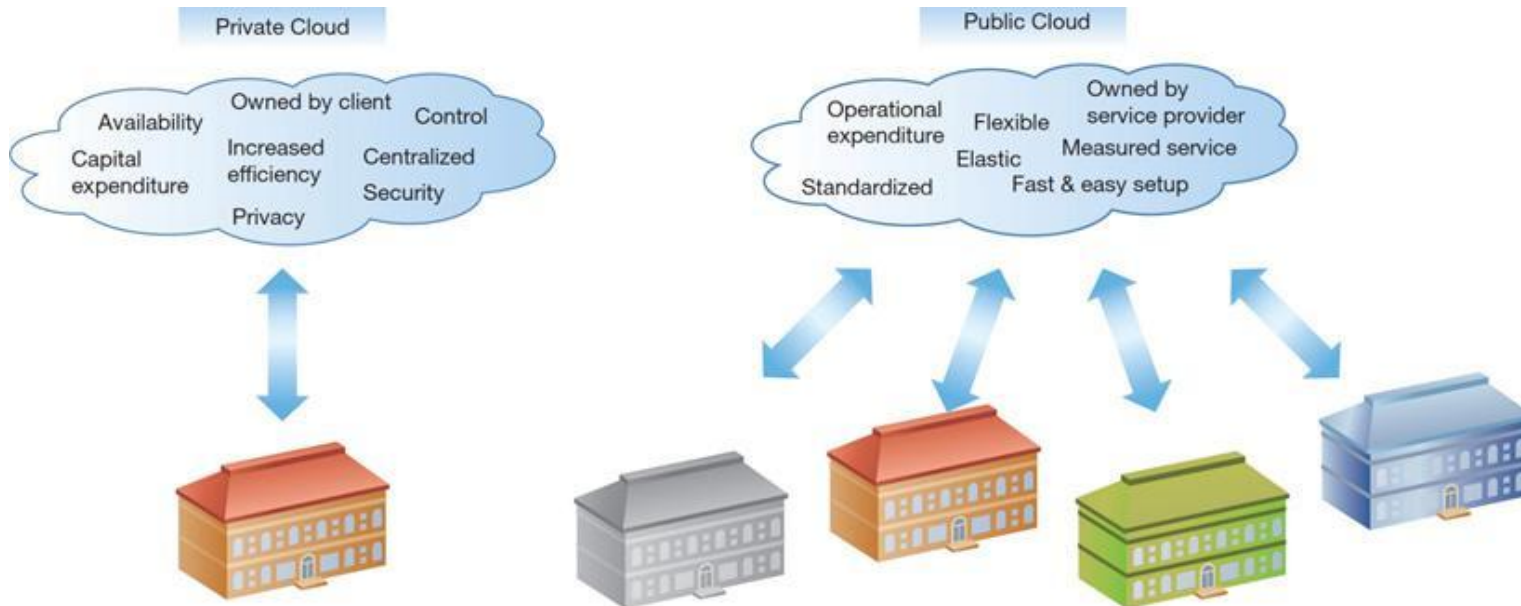 Private Cloud
Owned by client
Availability
Control
Capital
expenditure
Increased
efficiency
Centralized
Security
Privacy
Public Cloud
Operational
expenditure
Flexible
Owned by
service provider
Elastic
Measured service
Standardized
Fast & easy setup